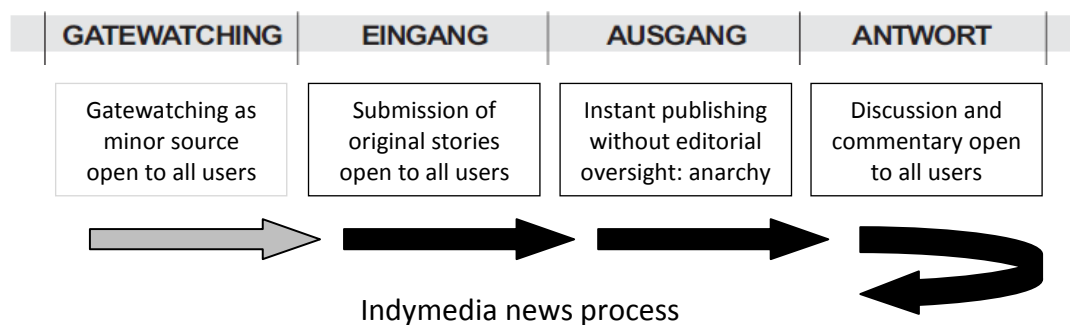 GATEWATCHING EINGANG AUSGANG ANTWORT
Gatewatching as
minor source
open to all users
Submission of
original stories
open to all users
Instant publishing
without editorial
oversight: anarchy
Discussion and
commentary open
to all users
Indymedia news process